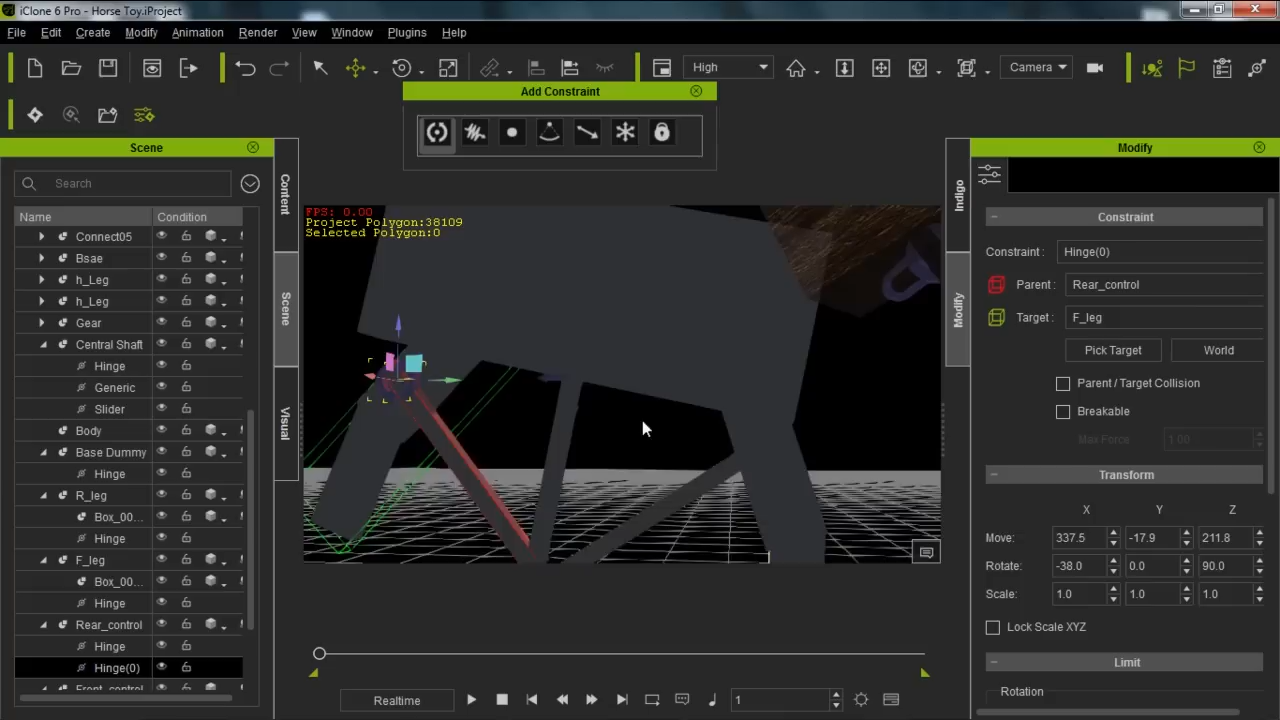 iClone 6 Pro - Horse Toy.iProject
File Edit Create Modify Animation Render View Window Plugins Help
High
Camera
Add Constraint
Scene
Search
Name Condition
Connect05
Bsae
h_Leg
h_Leg
Gear
Central Shaft
Hinge
Generic
Slider
Body
Base Dummy
Hinge
R_leg
Box_00...
Hinge
F_leg
Box_00...
Hinge
Rear_control
Hinge
Hinge(0)
Front_control
Content
Scene
Visual
FPS: 0.00
Project Polygon:38109
Selected Polygon:0
Realtime
1
Indigo
Modify
Modify
Constraint
Constraint : Hinge(0)
Parent : Rear_control
Target : F_leg
Pick Target World
Parent / Target Collision
Breakable
Max Force 1.00
Transform
X Y Z
Move: 337.5 -17.9 211.8
Rotate: -38.0 0.0 90.0
Scale: 1.0 1.0 1.0
Lock Scale XYZ
Limit
Rotation